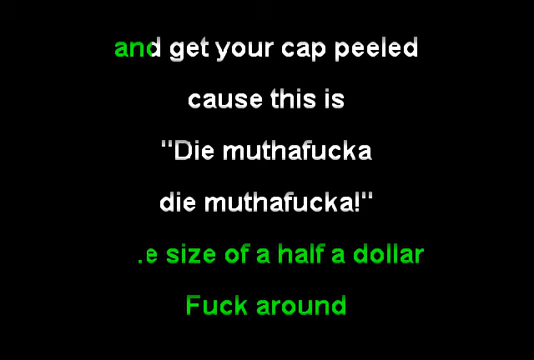 and get your cap peeled
cause this is
"Die muthafucka
die muthafucka!"
.e size of a half a dollar
Fuck around